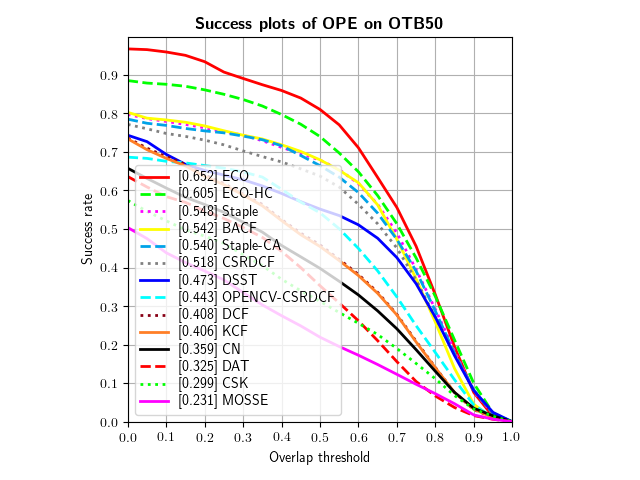 Success plots of OPE on OTB50
Success rate
0.9
0.8
0.7
0.6
0.5
0.4
0.3
0.2
0.1
0.0
[0.652] ECO
[0.605] ECO-HC
[0.548] Staple
[0.542] BACF
[0.540] Staple-CA
[0.518] CSRDCF
[0.473] DSST
[0.443] OPENCV-CSRDCF
[0.408] DCF
[0.406] KCF
[0.359] CN
[0.325] DAT
[0.299] CSK
[0.231] MOSSE
0.0 0.1 0.2 0.3 0.4 0.5 0.6 0.7 0.8 0.9 1.0
Overlap threshold